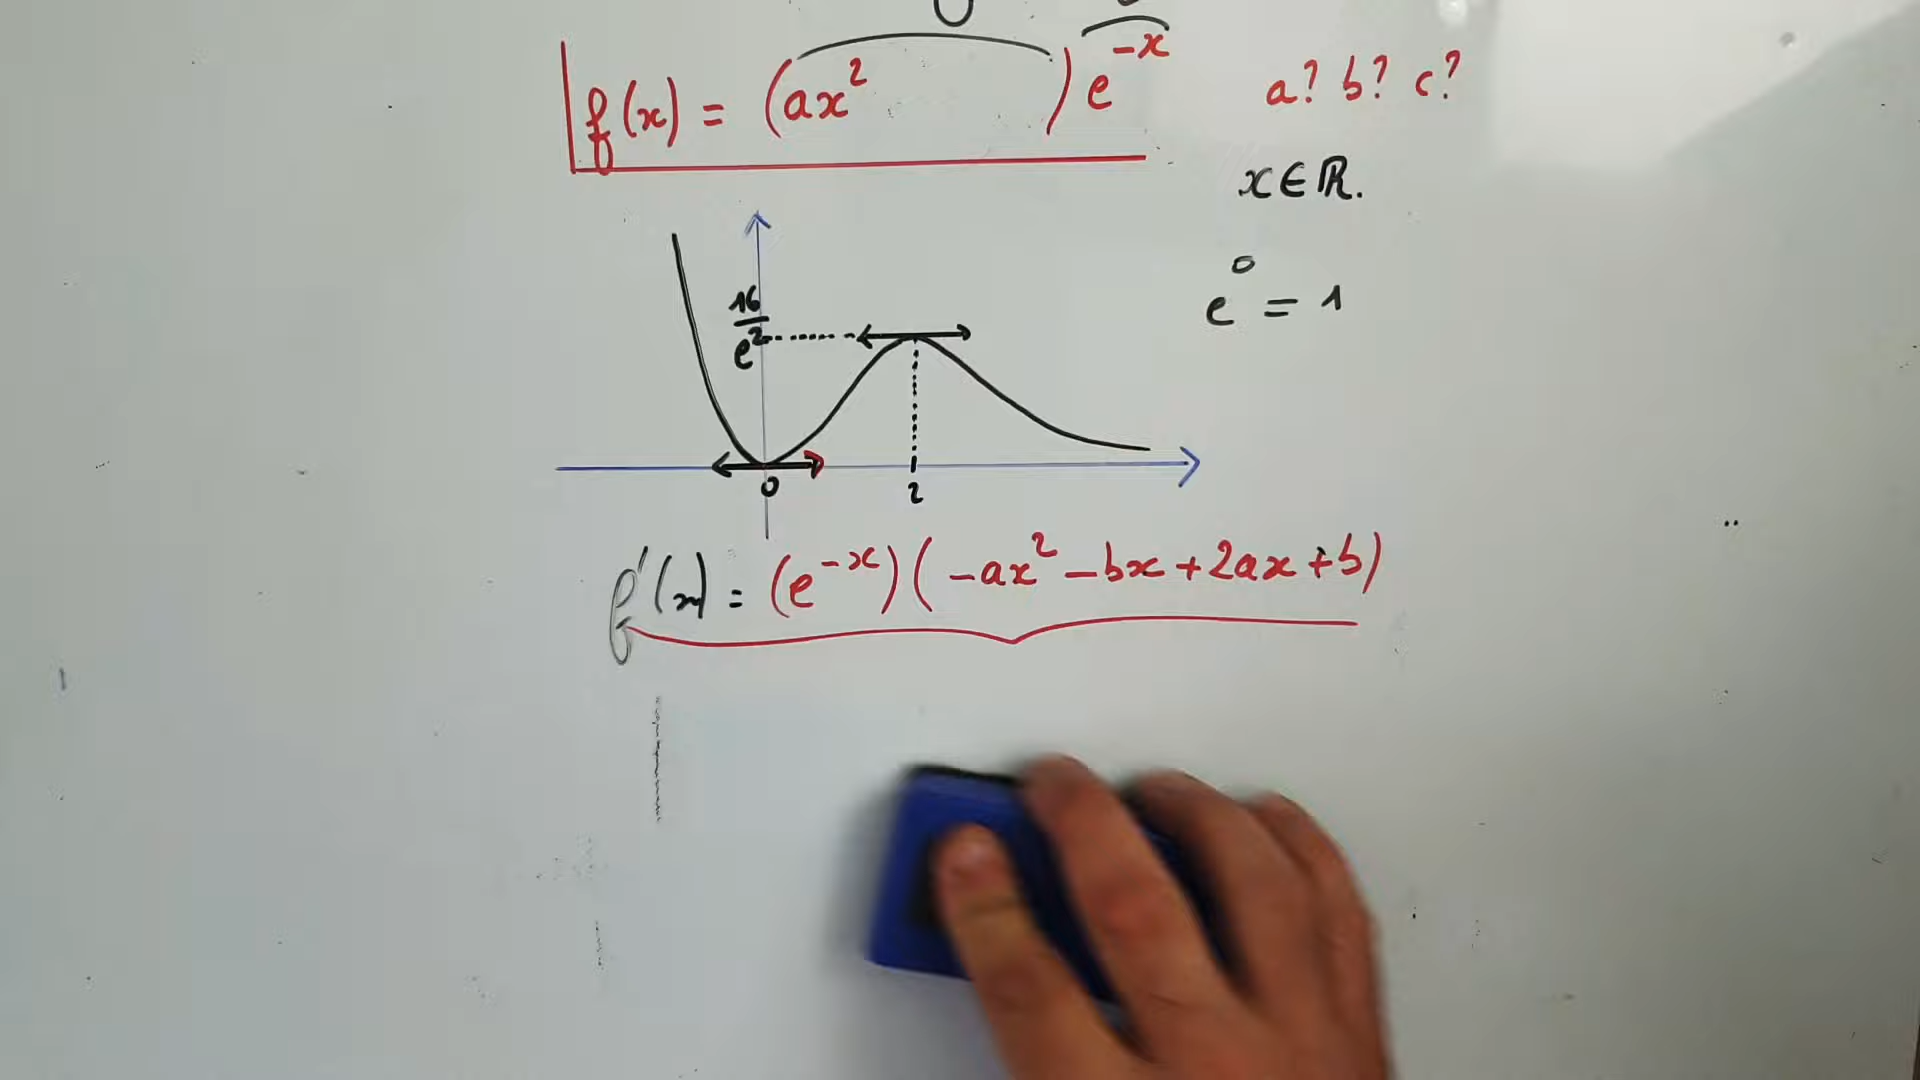 f(x) = (ax²      ) e^{-x}      a? b? c?
x ∈ ℝ.
e⁰ = 1
16/e²
0      2
f'(x) = (e^{-x})(-ax² - bx + 2ax + b)